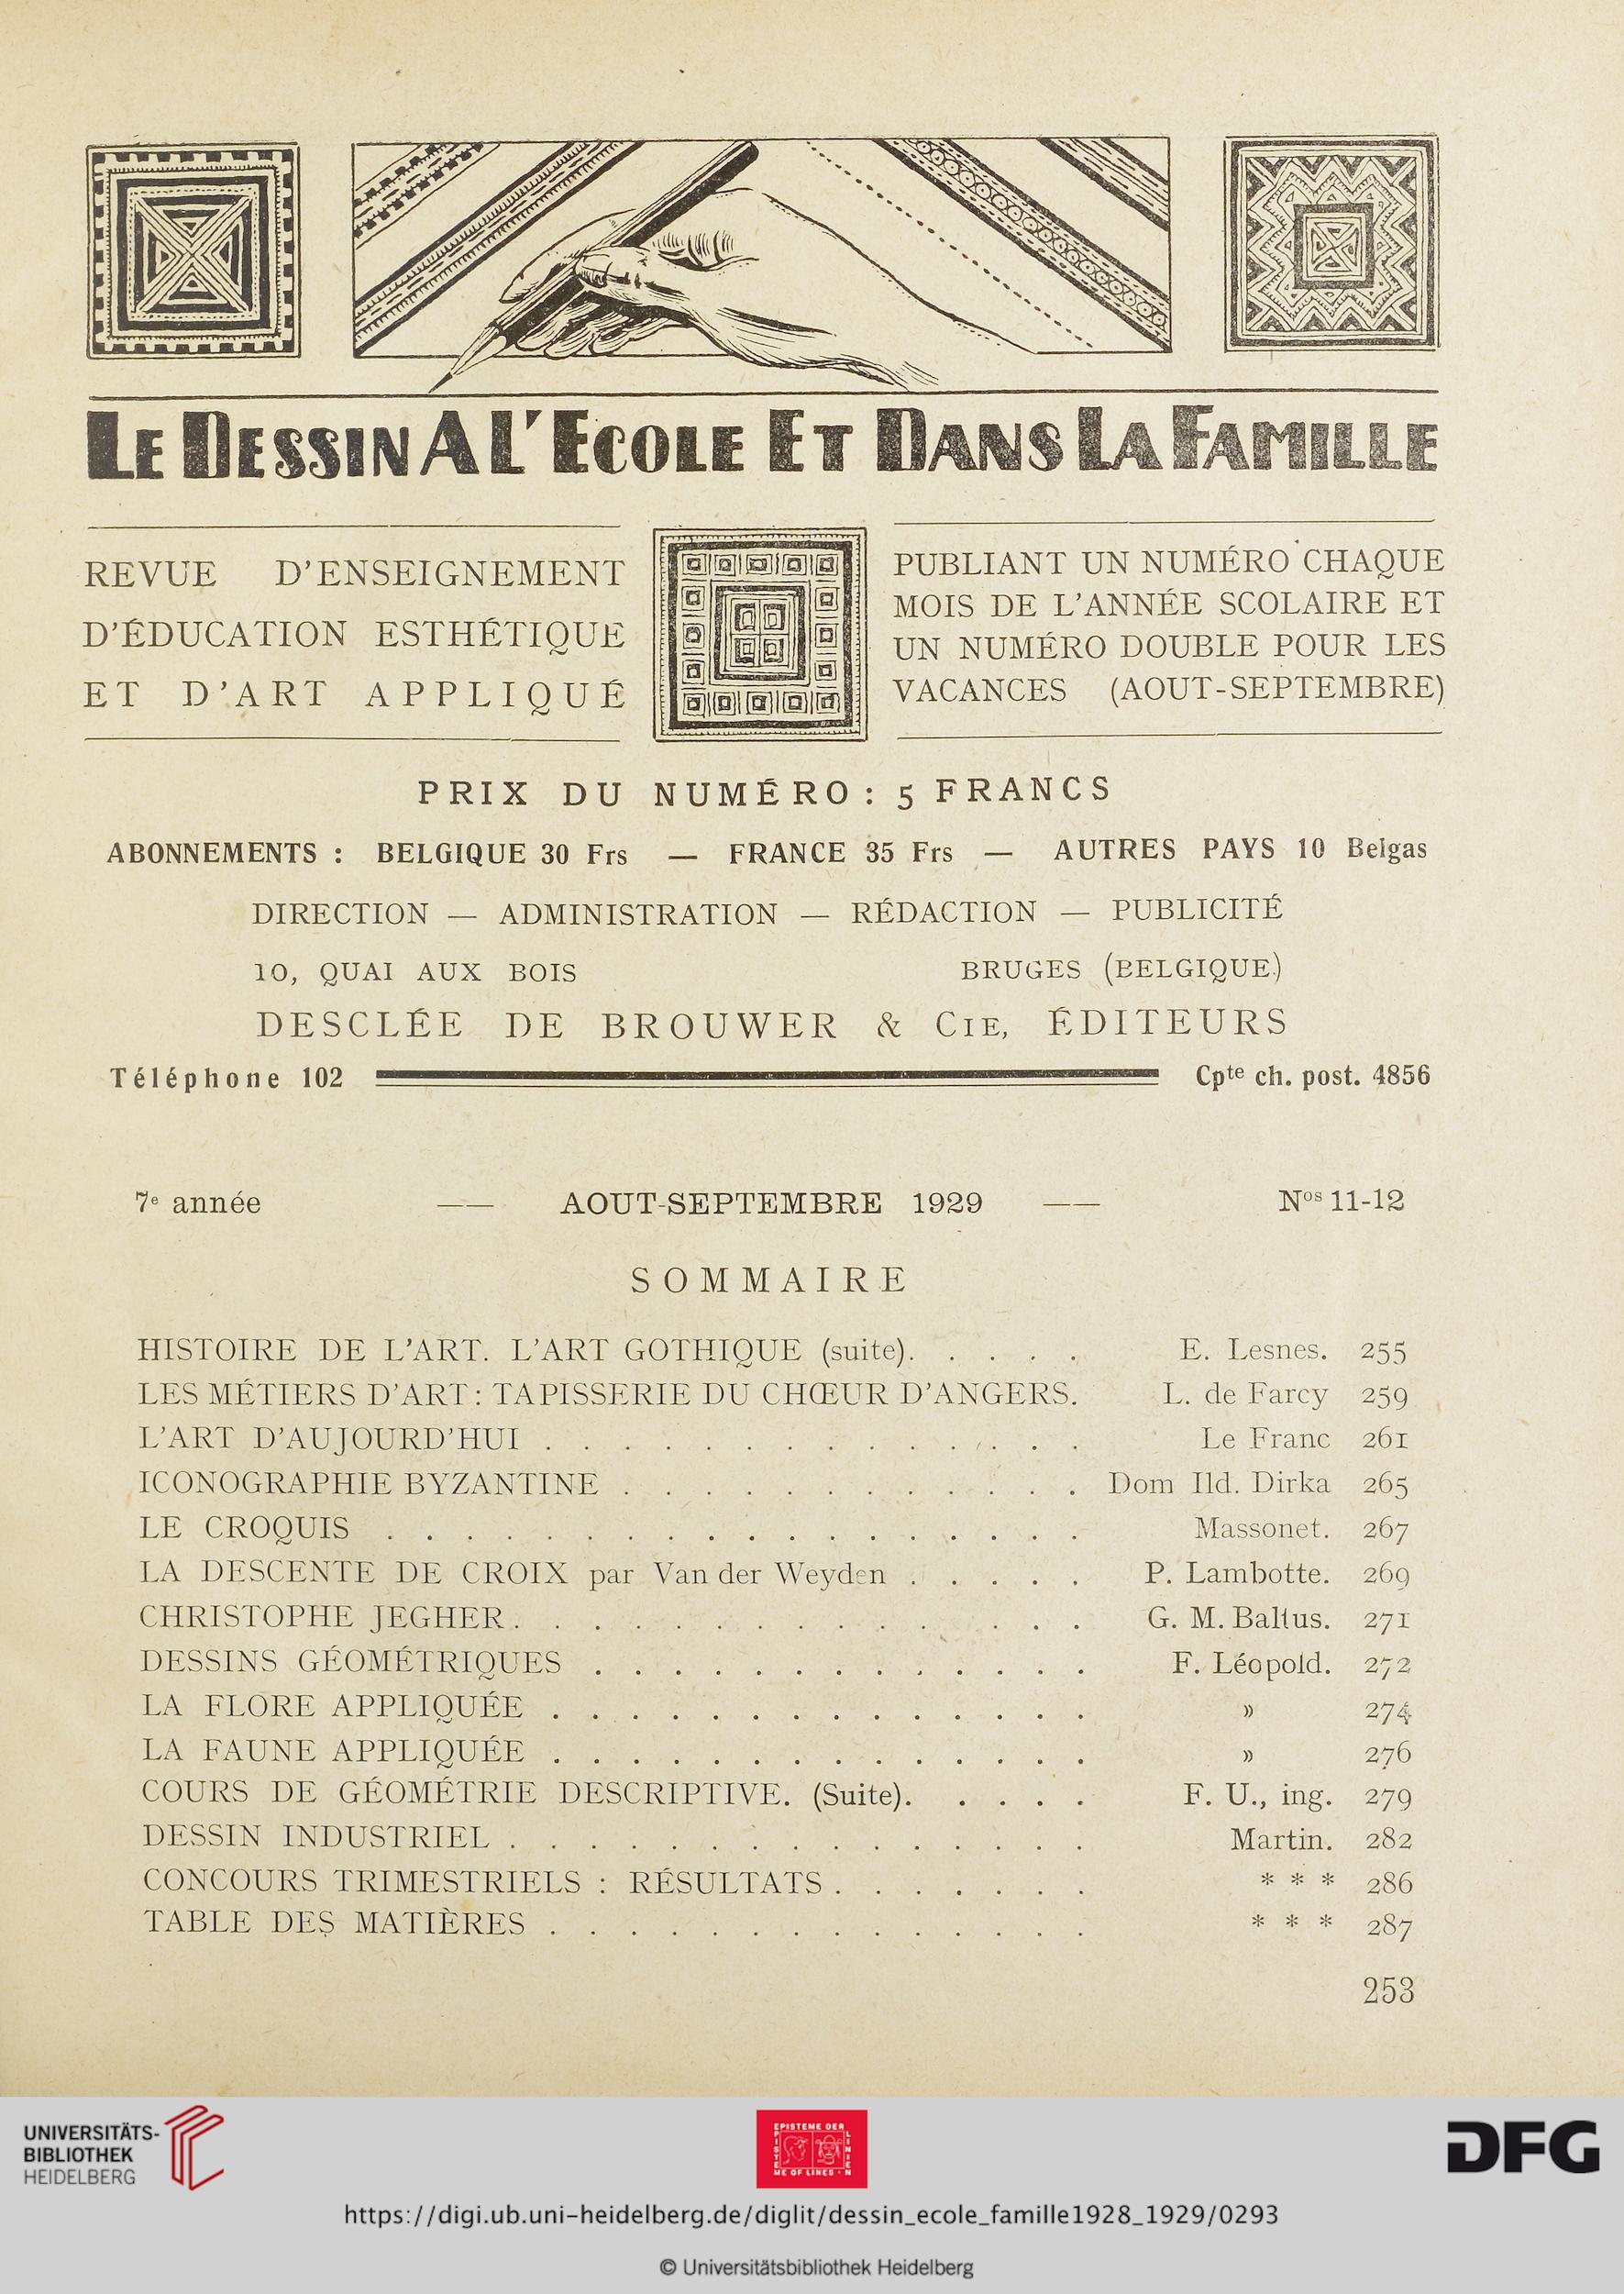 LE DESSIN A L'ECOLE ET DANS LA FAMILLE
REVUE D'ENSEIGNEMENT
D'ÉDUCATION ESTHÉTIQUE
ET D'ART APPLIQUÉ
PUBLIANT UN NUMÉRO CHAQUE
MOIS DE L'ANNÉE SCOLAIRE ET
UN NUMÉRO DOUBLE POUR LES
VACANCES (AOUT-SEPTEMBRE)
PRIX DU NUMÉRO: 5 FRANCS
ABONNEMENTS : BELGIQUE 30 Frs — FRANCE 35 Frs — AUTRES PAYS 10 Belgas
DIRECTION — ADMINISTRATION — RÉDACTION — PUBLICITÉ
10, QUAI AUX BOIS BRUGES (BELGIQUE)
DESCLÉE DE BROUWER & CIE, ÉDITEURS
Téléphone 102 Cpte ch. post. 4856
7e année —— AOUT-SEPTEMBRE 1929 —— Nos 11-12
SOMMAIRE
HISTOIRE DE L'ART. L'ART GOTHIQUE (suite). . . . . E. Lesnes. 255
LES MÉTIERS D'ART: TAPISSERIE DU CHŒUR D'ANGERS. L. de Farcy 259
L'ART D'AUJOURD'HUI . . . . . . . . . . . . . . Le Franc 261
ICONOGRAPHIE BYZANTINE . . . . . . . . . . . . Dom Ild. Dirka 265
LE CROQUIS . . . . . . . . . . . . . . . . . . Massonet. 267
LA DESCENTE DE CROIX par Van der Weyden . . . . . P. Lambotte. 269
CHRISTOPHE JEGHER. . . . . . . . . . . . . . . G. M. Baltus. 271
DESSINS GÉOMÉTRIQUES . . . . . . . . . . . . . F. Léopold. 272
LA FLORE APPLIQUÉE . . . . . . . . . . . . . . » 274
LA FAUNE APPLIQUÉE . . . . . . . . . . . . . . » 276
COURS DE GÉOMÉTRIE DESCRIPTIVE. (Suite). . . . . F. U., ing. 279
DESSIN INDUSTRIEL . . . . . . . . . . . . . . . Martin. 282
CONCOURS TRIMESTRIELS : RÉSULTATS . . . . . . . * * * 286
TABLE DES MATIÈRES . . . . . . . . . . . . . . * * * 287
253
UNIVERSITÄTS-
BIBLIOTHEK
HEIDELBERG
EPISTEME DER
LINIEN
EPISTE
ME OF LINES · N
DFG
https://digi.ub.uni-heidelberg.de/diglit/dessin_ecole_famille1928_1929/0293
© Universitätsbibliothek Heidelberg